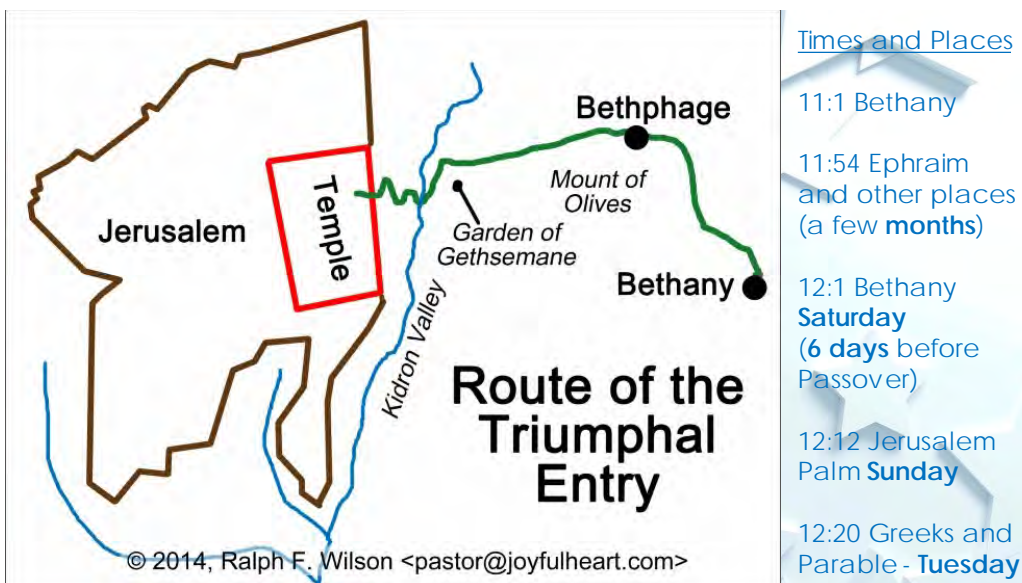 Bethphage
Mount of
Olives
Temple
Jerusalem
Garden of
Gethsemane
Bethany
Kidron Valley
Route of the
Triumphal
Entry
© 2014, Ralph F. Wilson <pastor@joyfulheart.com>
Times and Places
11:1 Bethany
11:54 Ephraim
and other places
(a few months)
12:1 Bethany
Saturday
(6 days before
Passover)
12:12 Jerusalem
Palm Sunday
12:20 Greeks and
Parable - Tuesday